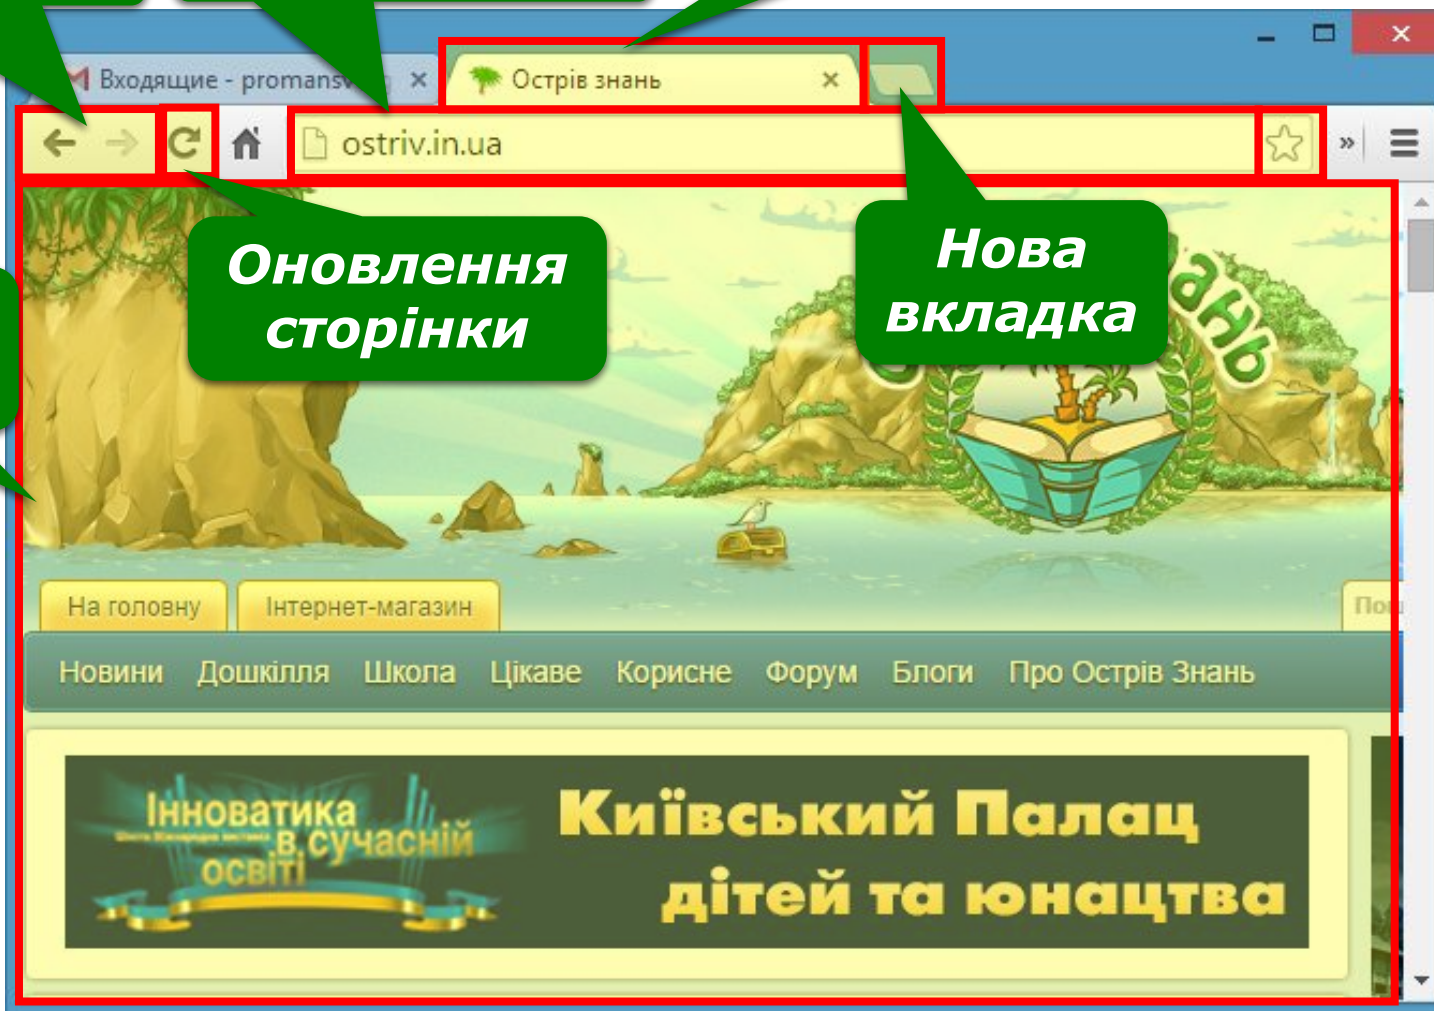 Входящие - promans
Острів знань
ostriv.in.ua
Оновлення
сторінки
Нова
вкладка
На головну
Інтернет-магазин
Новини Дошкілля Школа Цікаве Корисне Форум Блоги Про Острів Знань
Інноватика
в сучасній
освіті
Київський Палац
дітей та юнацтва